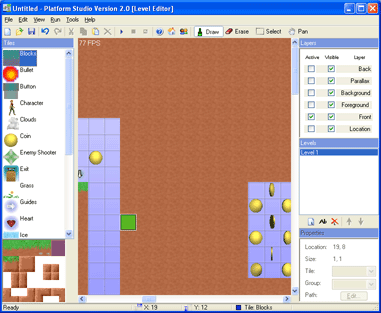 Untitled - Platform Studio Version 2.0 [Level Editor]
File Edit View Run Tools Help
Draw Erase Select Pan
Tiles
77 FPS
Layers
Blocks
Bullet
Button
Character
Clouds
Coin
Enemy Shooter
Exit
Grass
Guides
Heart
Ice
Active Visible Layer
Back
Parallax
Background
Foreground
Front
Location
Levels
Level 1
Properties
Location: 19, 8
Size: 1, 1
Tile:
Group:
Path: Edit...
Ready X: 19 Y: 12 Tile: Blocks